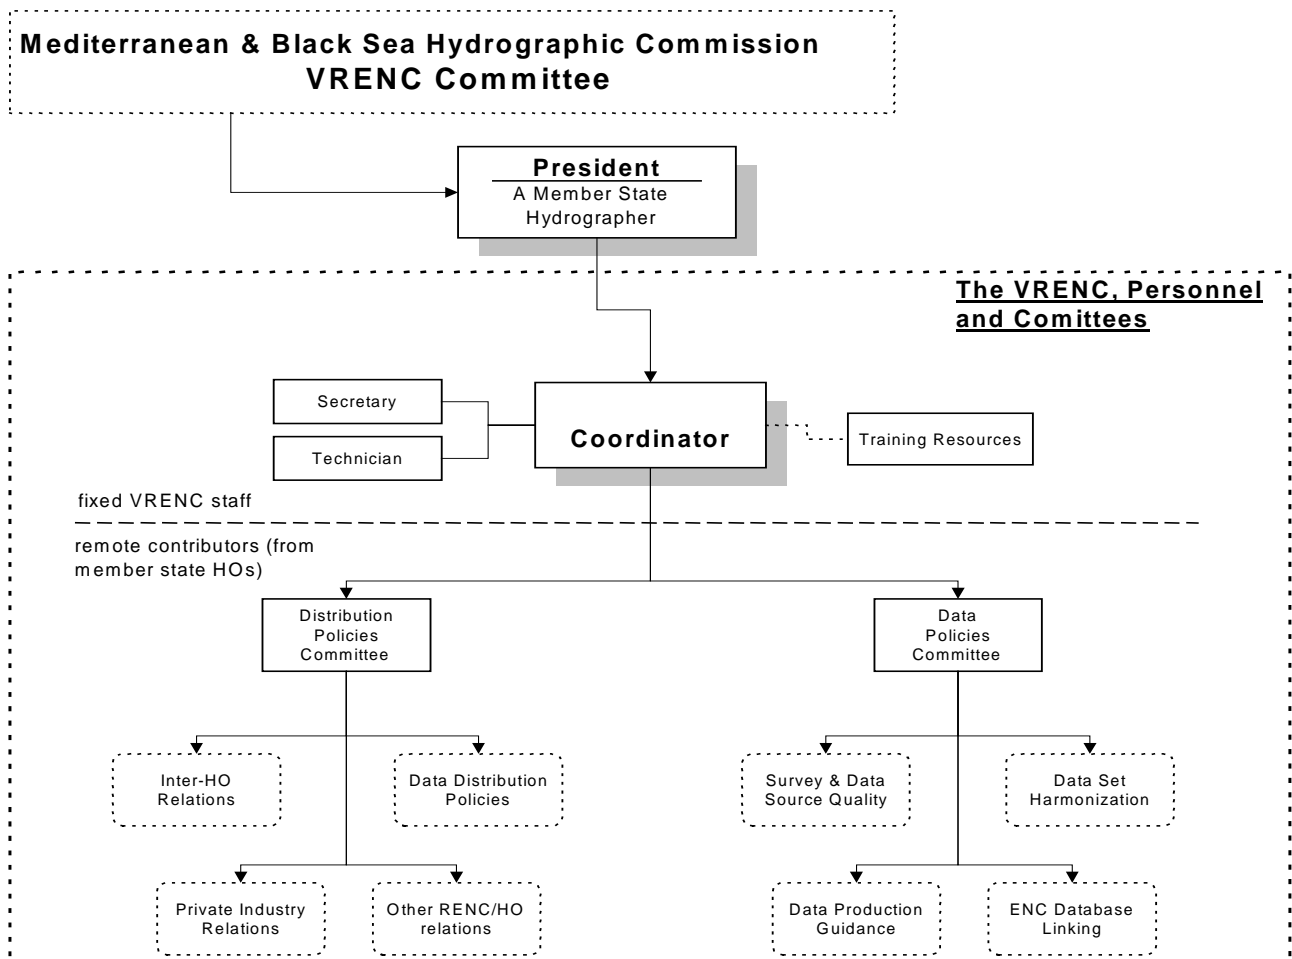 Mediterranean & Black Sea Hydrographic Commission
VRENC Committee
President
A Member State
Hydrographer
The VRENC, Personnel
and Comittees
Secretary
Technician
Coordinator
Training Resources
fixed VRENC staff
remote contributors (from
member state HOs)
Distribution
Policies
Committee
Data
Policies
Committee
Inter-HO
Relations
Data Distribution
Policies
Survey & Data
Source Quality
Data Set
Harmonization
Private Industry
Relations
Other RENC/HO
relations
Data Production
Guidance
ENC Database
Linking